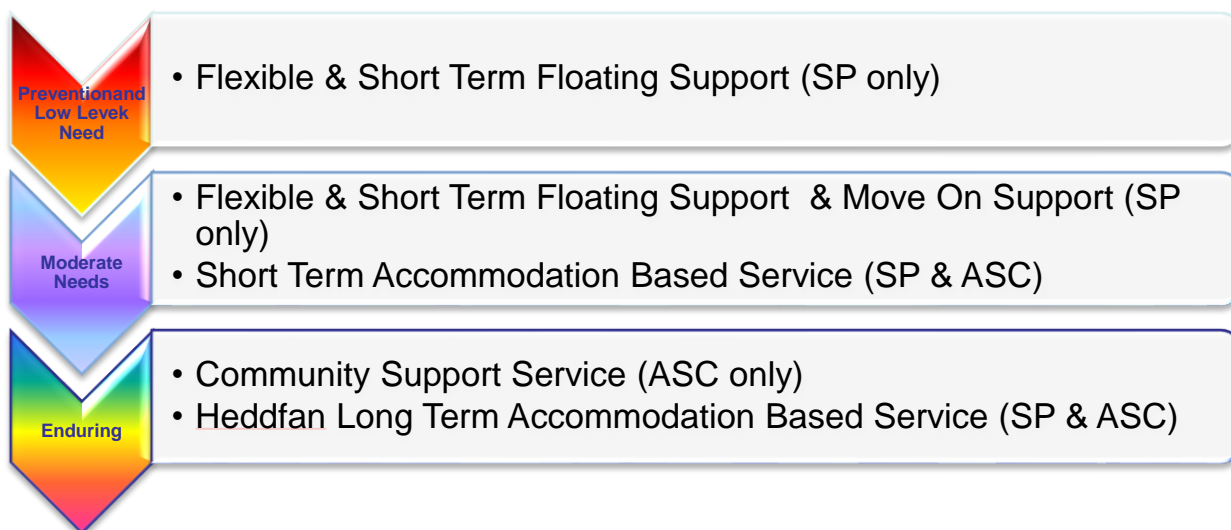 Preventionand
Low Levek
Need
• Flexible & Short Term Floating Support (SP only)
Moderate
Needs
• Flexible & Short Term Floating Support & Move On Support (SP
only)
• Short Term Accommodation Based Service (SP & ASC)
Enduring
• Community Support Service (ASC only)
• Heddfan Long Term Accommodation Based Service (SP & ASC)